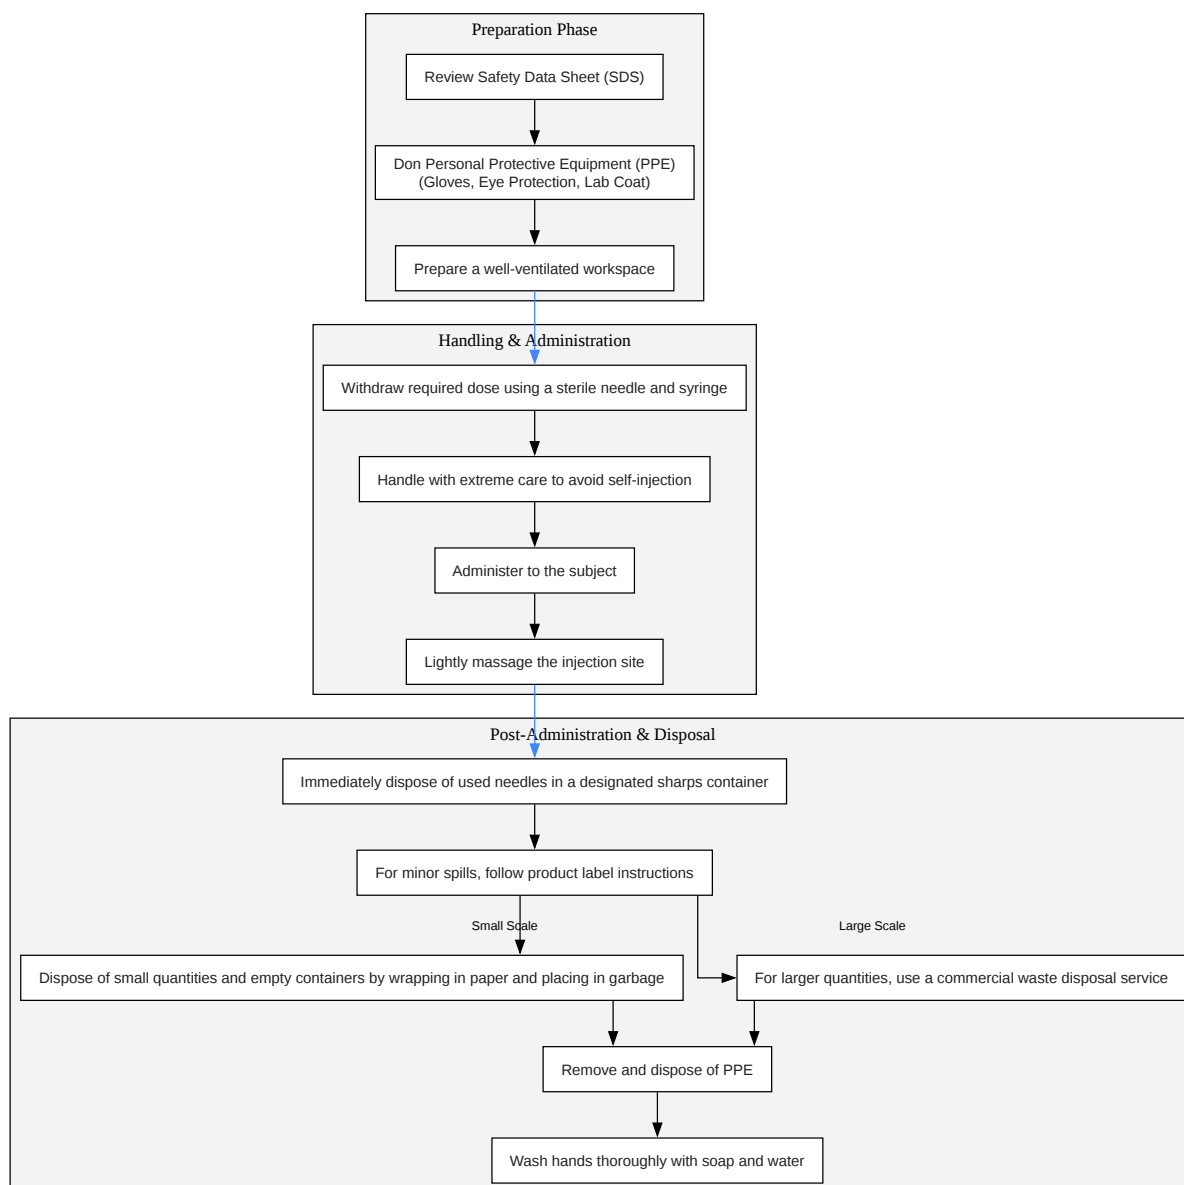 Preparation Phase
Review Safety Data Sheet (SDS)
Don Personal Protective Equipment (PPE)
(Gloves, Eye Protection, Lab Coat)
Prepare a well-ventilated workspace
Handling & Administration
Withdraw required dose using a sterile needle and syringe
Handle with extreme care to avoid self-injection
Administer to the subject
Lightly massage the injection site
Post-Administration & Disposal
Immediately dispose of used needles in a designated sharps container
For minor spills, follow product label instructions
Small Scale
Large Scale
Dispose of small quantities and empty containers by wrapping in paper and placing in garbage
For larger quantities, use a commercial waste disposal service
Remove and dispose of PPE
Wash hands thoroughly with soap and water